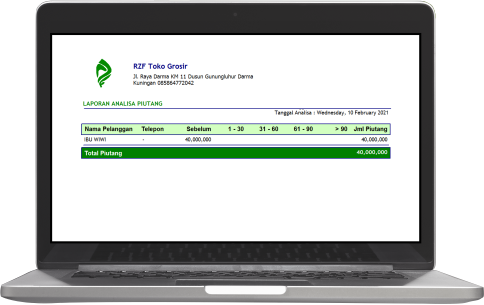 RZF Toko Grosir
Jl. Raya Darma KM 11 Dusun Gunungluhur Darma
Kuningan 085864772042
LAPORAN ANALISA PIUTANG
Tanggal Analisa : Wednesday, 10 February 2021
Nama Pelanggan Telepon Sebelum 1 - 30 31 - 60 61 - 90 > 90 Jml Piutang
IBU WIWI - 40,000,000 40,000,000
Total Piutang 40,000,000